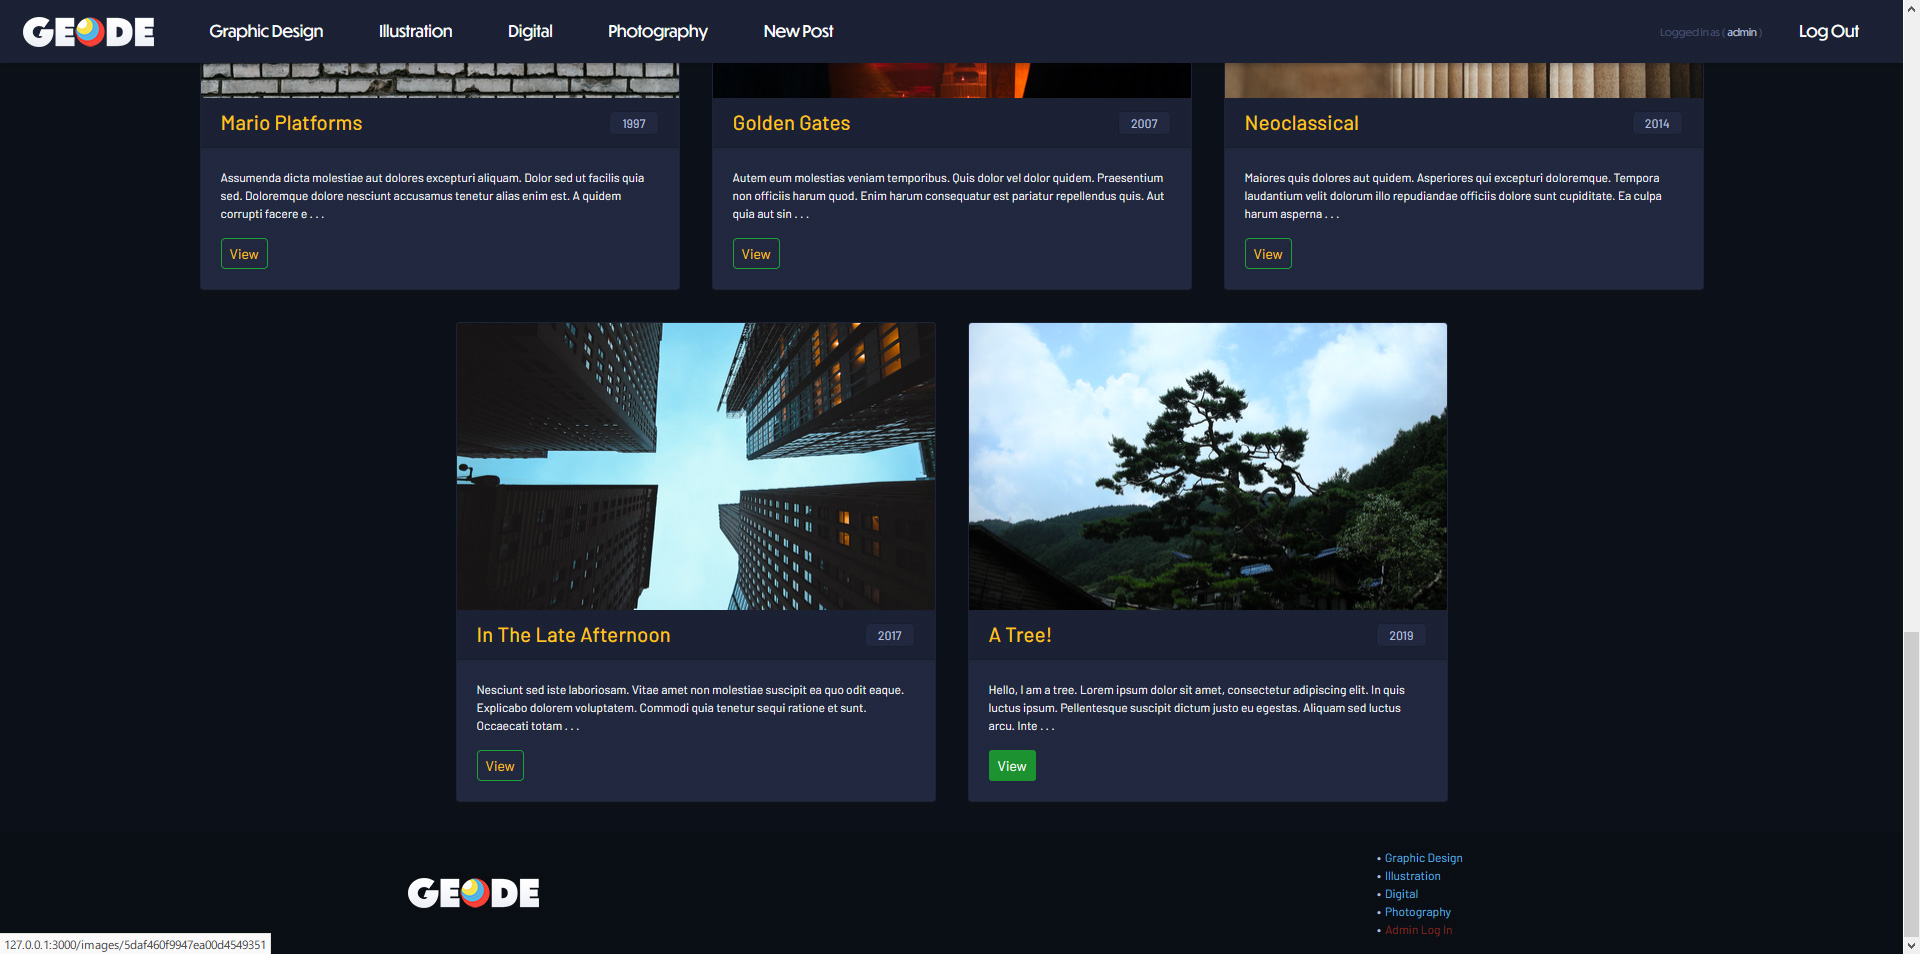 GEODE Graphic Design Illustration Digital Photography New Post Logged in as ( admin ) Log Out
Mario Platforms 1997
Assumenda dicta molestiae aut dolores excepturi aliquam. Dolor sed ut facilis quia
sed. Doloremque dolore nesciunt accusamus tenetur alias enim est. A quidem
corrupti facere e . . .
View
Golden Gates 2007
Autem eum molestias veniam temporibus. Quis dolor vel dolor quidem. Praesentium
non officiis harum quod. Enim harum consequatur est pariatur repellendus quis. Aut
quia aut sin . . .
View
Neoclassical 2014
Maiores quis dolores aut quidem. Asperiores qui excepturi doloremque. Tempora
laudantium velit dolorum illo repudiandae officiis dolore sunt cupiditate. Ea culpa
harum asperna . . .
View
In The Late Afternoon 2017
Nesciunt sed iste laboriosam. Vitae amet non molestiae suscipit ea quo odit eaque.
Explicabo dolorem voluptatem. Commodi quia tenetur sequi ratione et sunt.
Occaecati totam . . .
View
A Tree! 2019
Hello, I am a tree. Lorem ipsum dolor sit amet, consectetur adipiscing elit. In quis
luctus ipsum. Pellentesque suscipit dictum justo eu egestas. Aliquam sed luctus
arcu. Inte . . .
View
GEODE
• Graphic Design
• Illustration
• Digital
• Photography
• Admin Log In
127.0.0.1:3000/images/5daf460f9947ea00d4549351